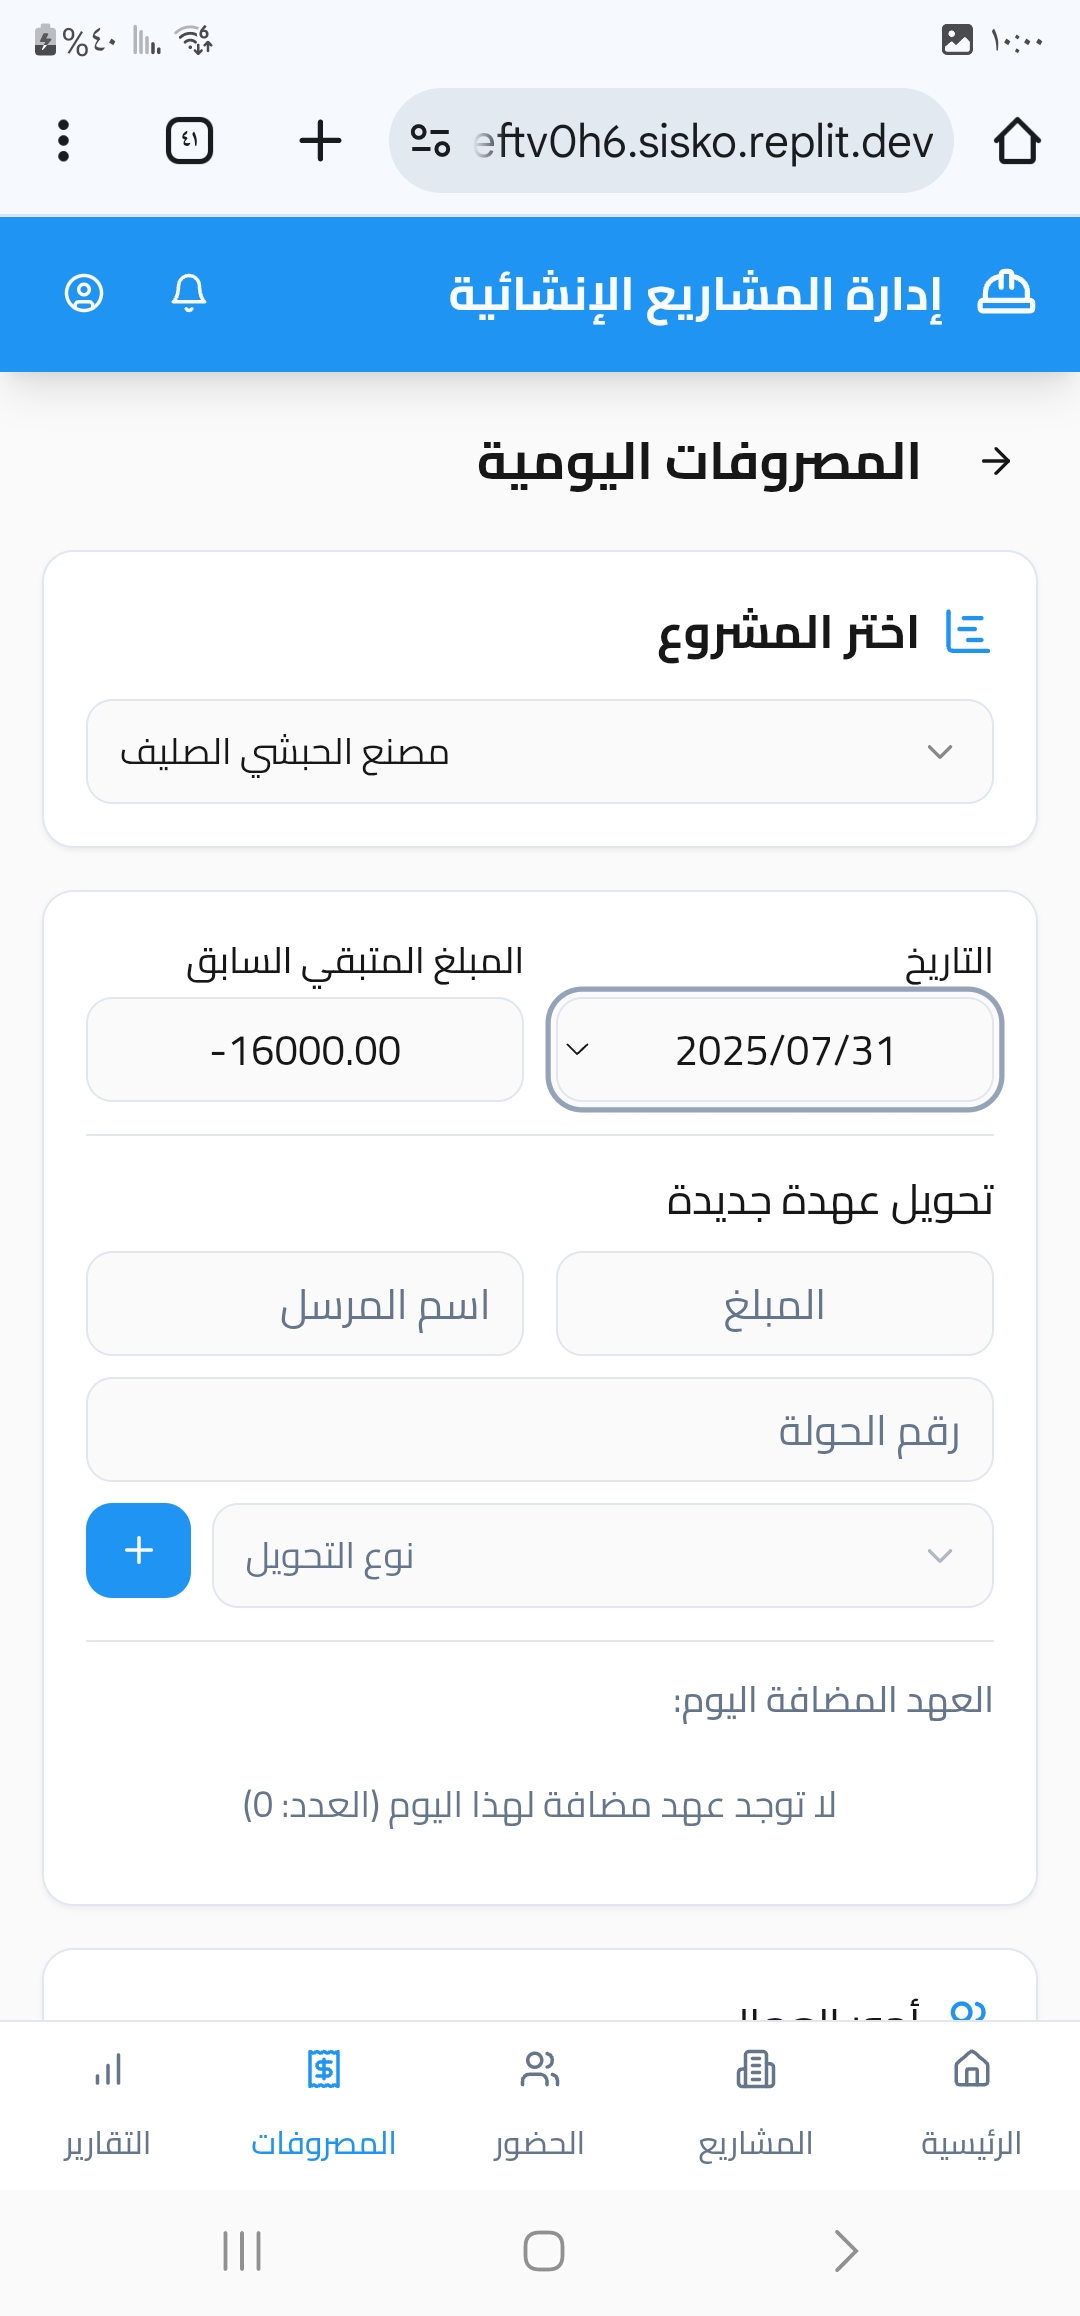 ١٠:٠٠
%٤٠
eftv0h6.sisko.replit.dev
٤١
إدارة المشاريع الإنشائية
المصروفات اليومية
اختر المشروع
مصنع الحبشي الصليف
التاريخ
المبلغ المتبقي السابق
2025/07/31
-16000.00
تحويل عهدة جديدة
المبلغ
اسم المرسل
رقم الحولة
نوع التحويل
العهد المضافة اليوم:
لا توجد عهد مضافة لهذا اليوم (العدد: 0)
الرئيسية
المشاريع
الحضور
المصروفات
التقارير